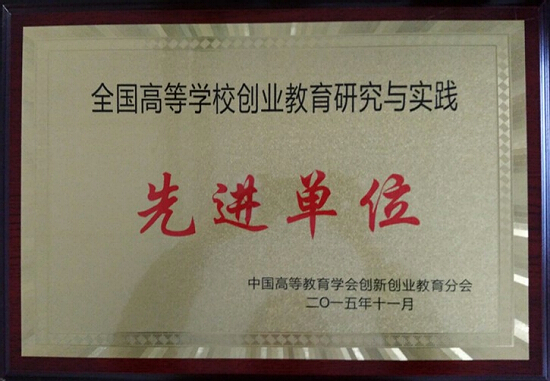 全国高等学校创业教育研究与实践
先进单位
中国高等教育学会创新创业教育分会
二〇一五年十一月